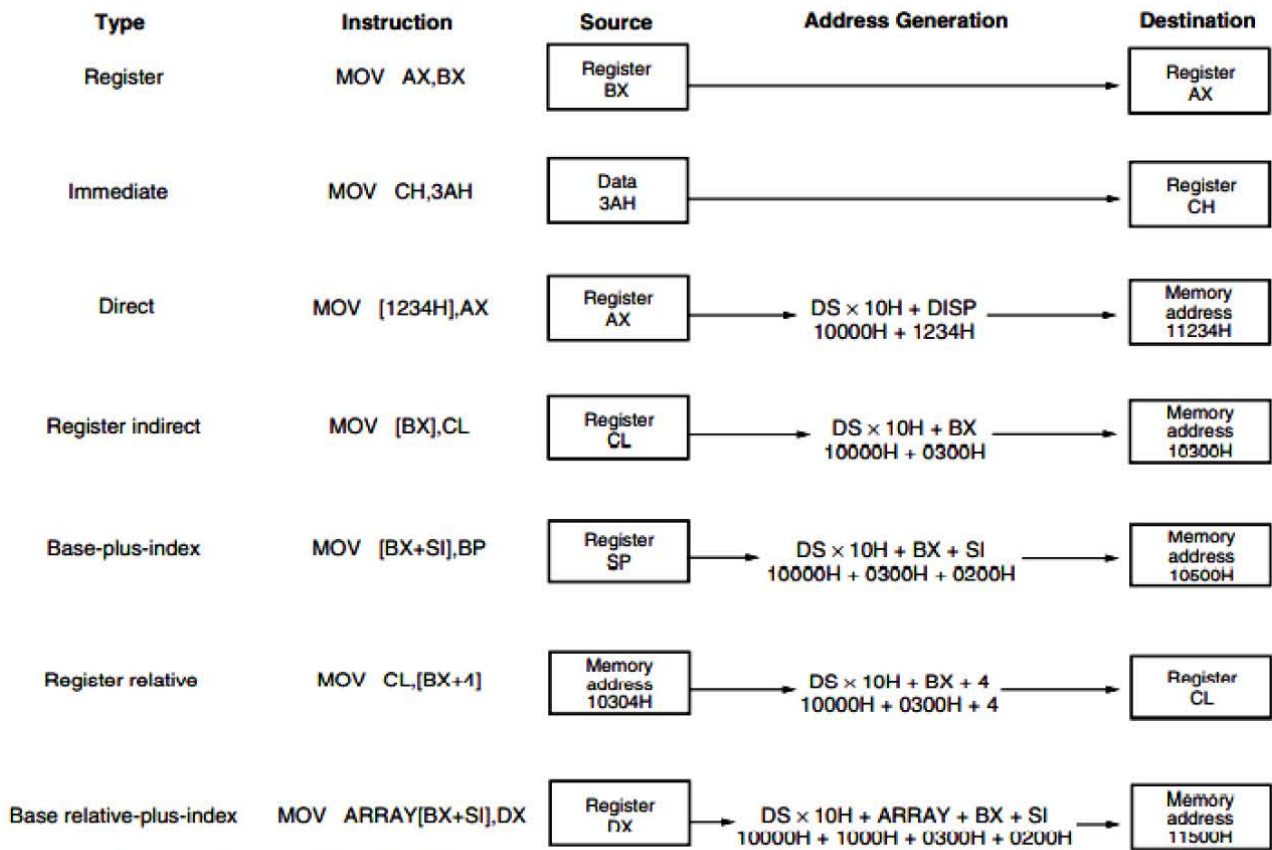 Type Instruction Source Address Generation Destination
Register MOV AX,BX Register BX Register AX
Immediate MOV CH,3AH Data 3AH Register CH
Direct MOV [1234H],AX Register AX DS × 10H + DISP 10000H + 1234H Memory address 11234H
Register indirect MOV [BX],CL Register CL DS × 10H + BX 10000H + 0300H Memory address 10300H
Base-plus-index MOV [BX+SI],BP Register SP DS × 10H + BX + SI 10000H + 0300H + 0200H Memory address 10500H
Register relative MOV CL,[BX+4] Memory address 10304H DS × 10H + BX + 4 10000H + 0300H + 4 Register CL
Base relative-plus-index MOV ARRAY[BX+SI],DX Register DX DS × 10H + ARRAY + BX + SI 10000H + 1000H + 0300H + 0200H Memory address 11500H